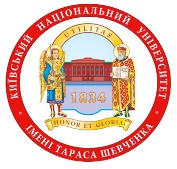 КИЇВСЬКИЙ НАЦІОНАЛЬНИЙ УНІВЕРСИТЕТ
ІМЕНІ ТАРАСА ШЕВЧЕНКА
UTILITAS
1834
HONOR ET GLORIA